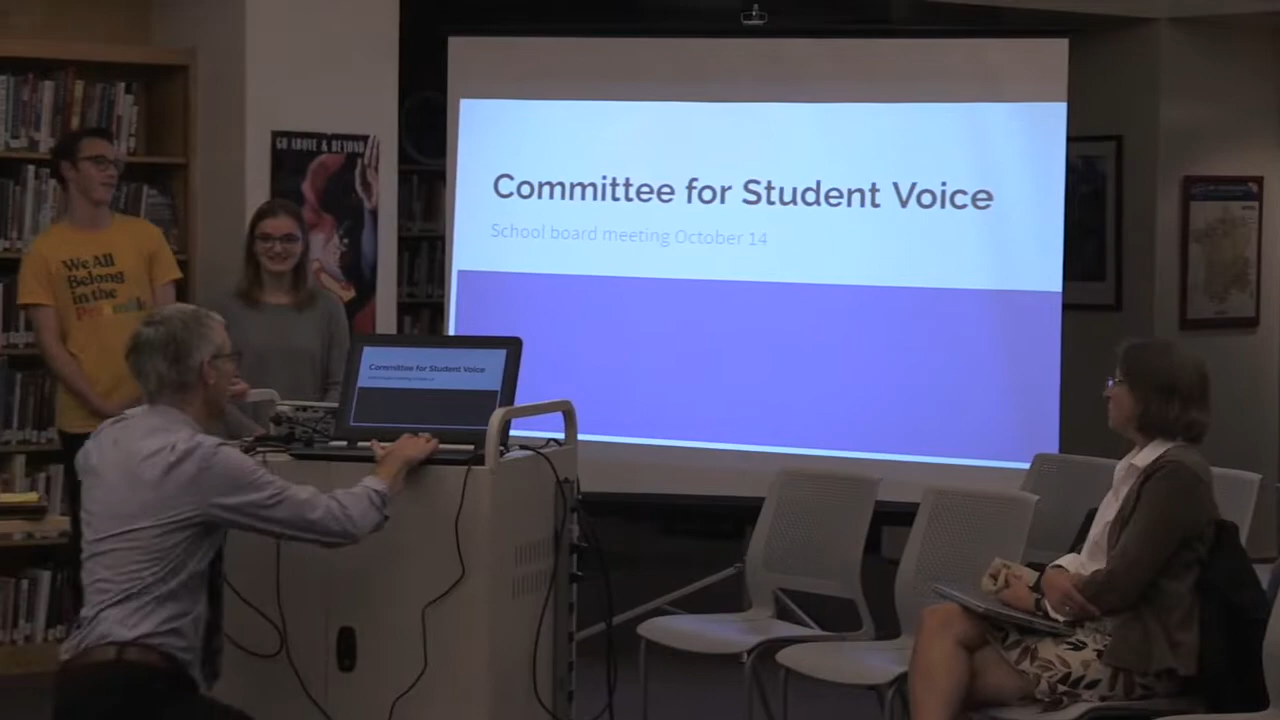 GO ABOVE & BEYOND
Committee for Student Voice
School board meeting October 14
We All
Belong
in the
Committee for Student Voice